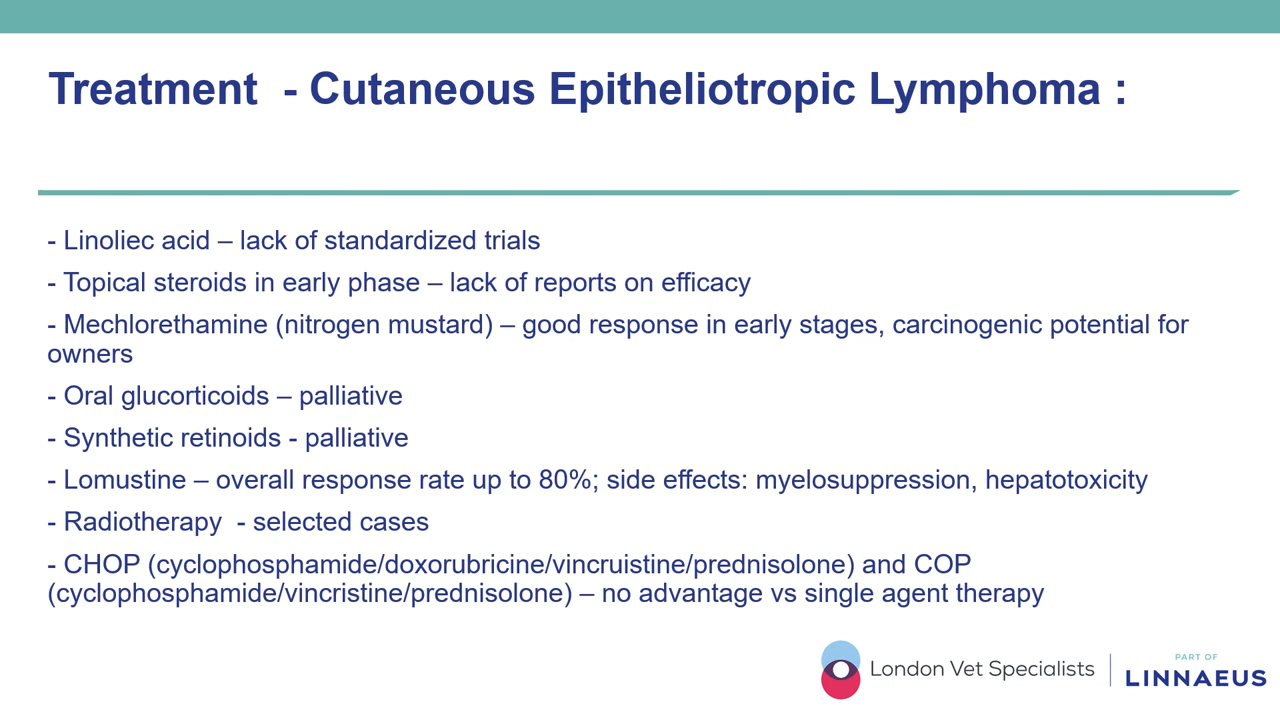 Treatment  - Cutaneous Epitheliotropic Lymphoma :
- Linoliec acid – lack of standardized trials
- Topical steroids in early phase – lack of reports on efficacy
- Mechlorethamine (nitrogen mustard) – good response in early stages, carcinogenic potential for
owners
- Oral glucorticoids – palliative
- Synthetic retinoids - palliative
- Lomustine – overall response rate up to 80%; side effects: myelosuppression, hepatotoxicity
- Radiotherapy  - selected cases
- CHOP (cyclophosphamide/doxorubricine/vincruistine/prednisolone) and COP
(cyclophosphamide/vincristine/prednisolone) – no advantage vs single agent therapy
London Vet Specialists
PART OF
LINNAEUS